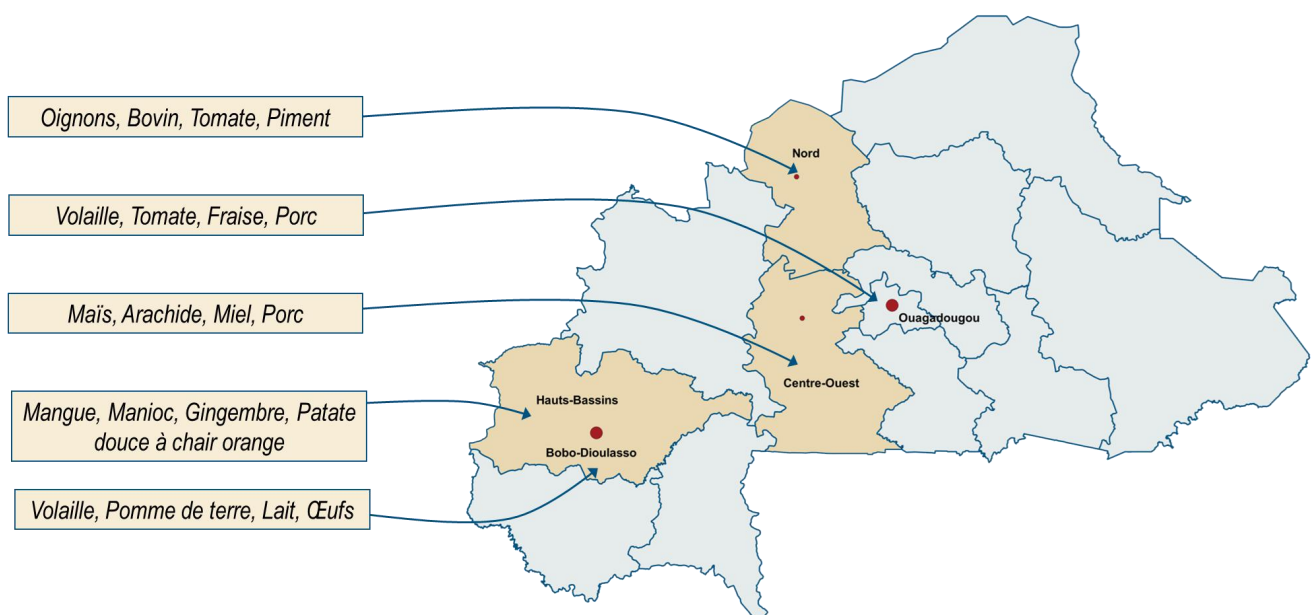 Oignons, Bovin, Tomate, Piment
Nord
Volaille, Tomate, Fraise, Porc
Maïs, Arachide, Miel, Porc
Ouagadougou
Centre-Ouest
Mangue, Manioc, Gingembre, Patate
douce à chair orange
Hauts-Bassins
Bobo-Dioulasso
Volaille, Pomme de terre, Lait, Œufs